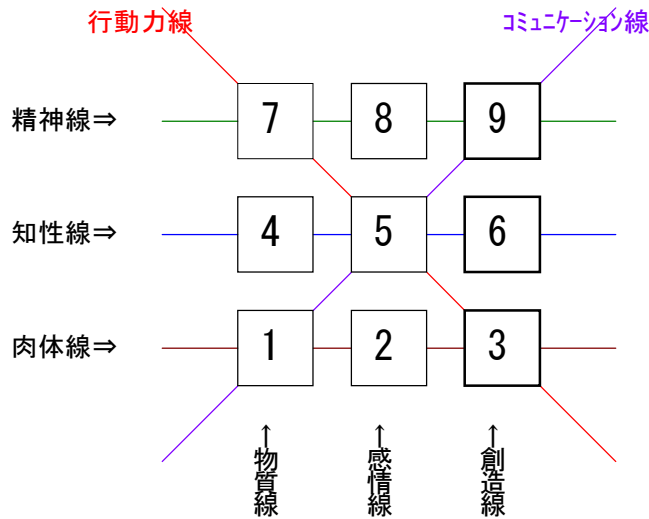 行動力線
コミュニケーション線
精神線⇒
7 8 9
知性線⇒
4 5 6
肉体線⇒
1 2 3
↑物質線
↑感情線
↑創造線